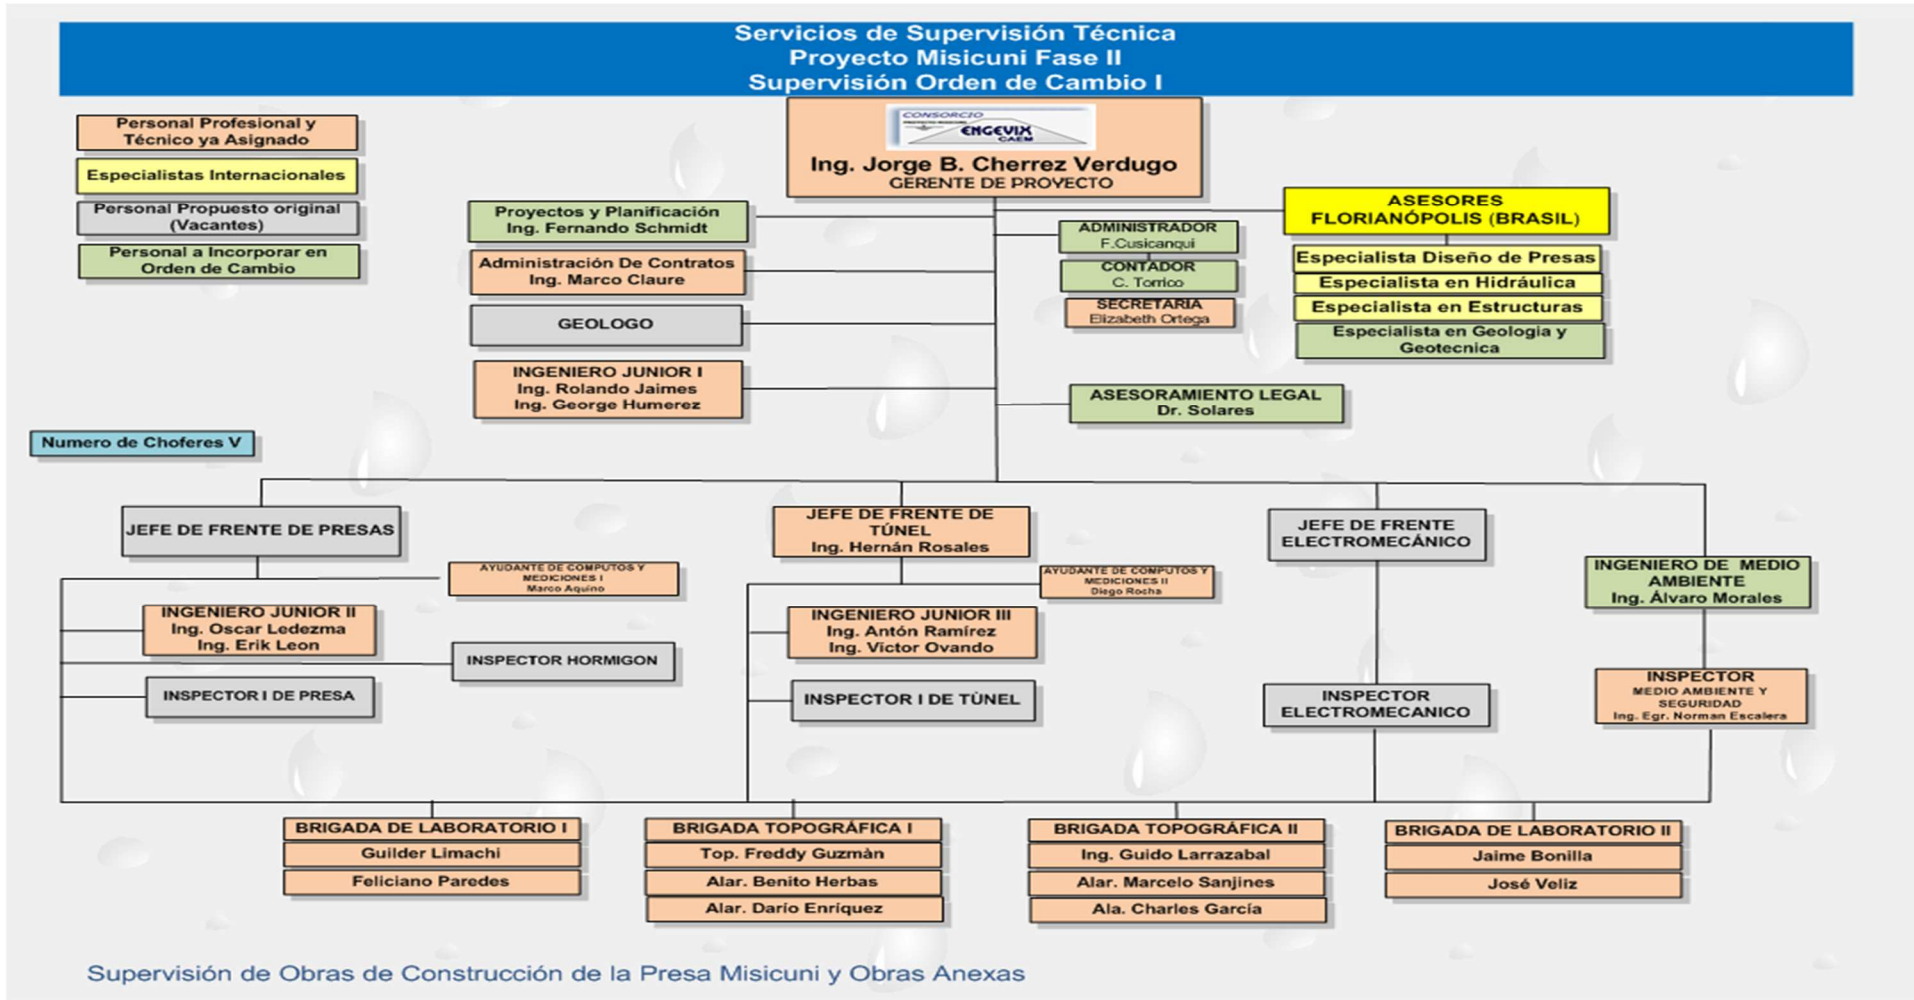 Servicios de Supervisión Técnica
Proyecto Misicuni Fase II
Supervisión Orden de Cambio I
Personal Profesional y
Técnico ya Asignado
Especialistas Internacionales
Personal Propuesto original
(Vacantes)
Personal a Incorporar en
Orden de Cambio
CONSORCIO
ENGEVIX
CAEM
Ing. Jorge B. Cherrez Verdugo
GERENTE DE PROYECTO
Proyectos y Planificación
Ing. Fernando Schmidt
Administración De Contratos
Ing. Marco Claure
GEOLOGO
INGENIERO JUNIOR I
Ing. Rolando Jaimes
Ing. George Humerez
ADMINISTRADOR
F.Cusicanqui
CONTADOR
C. Torrico
SECRETARIA
Elizabeth Ortega
ASESORES
FLORIANÓPOLIS (BRASIL)
Especialista Diseño de Presas
Especialista en Hidráulica
Especialista en Estructuras
Especialista en Geologia y
Geotecnica
ASESORAMIENTO LEGAL
Dr. Solares
Numero de Choferes V
JEFE DE FRENTE DE PRESAS
AYUDANTE DE COMPUTOS Y
MEDICIONES I
Marco Aquino
INGENIERO JUNIOR II
Ing. Oscar Ledezma
Ing. Erik Leon
INSPECTOR HORMIGON
INSPECTOR I DE PRESA
JEFE DE FRENTE DE
TÚNEL
Ing. Hernán Rosales
AYUDANTE DE COMPUTOS Y
MEDICIONES II
Diego Rocha
INGENIERO JUNIOR III
Ing. Antón Ramírez
Ing. Victor Ovando
INSPECTOR I DE TÙNEL
JEFE DE FRENTE
ELECTROMECÁNICO
INSPECTOR
ELECTROMECANICO
INGENIERO DE MEDIO
AMBIENTE
Ing. Álvaro Morales
INSPECTOR
MEDIO AMBIENTE Y
SEGURIDAD
Ing. Egr. Norman Escalera
BRIGADA DE LABORATORIO I
Guilder Limachi
Feliciano Paredes
BRIGADA TOPOGRÁFICA I
Top. Freddy Guzmàn
Alar. Benito Herbas
Alar. Darío Enríquez
BRIGADA TOPOGRÁFICA II
Ing. Guido Larrazabal
Alar. Marcelo Sanjines
Ala. Charles García
BRIGADA DE LABORATORIO II
Jaime Bonilla
José Veliz
Supervisión de Obras de Construcción de la Presa Misicuni y Obras Anexas